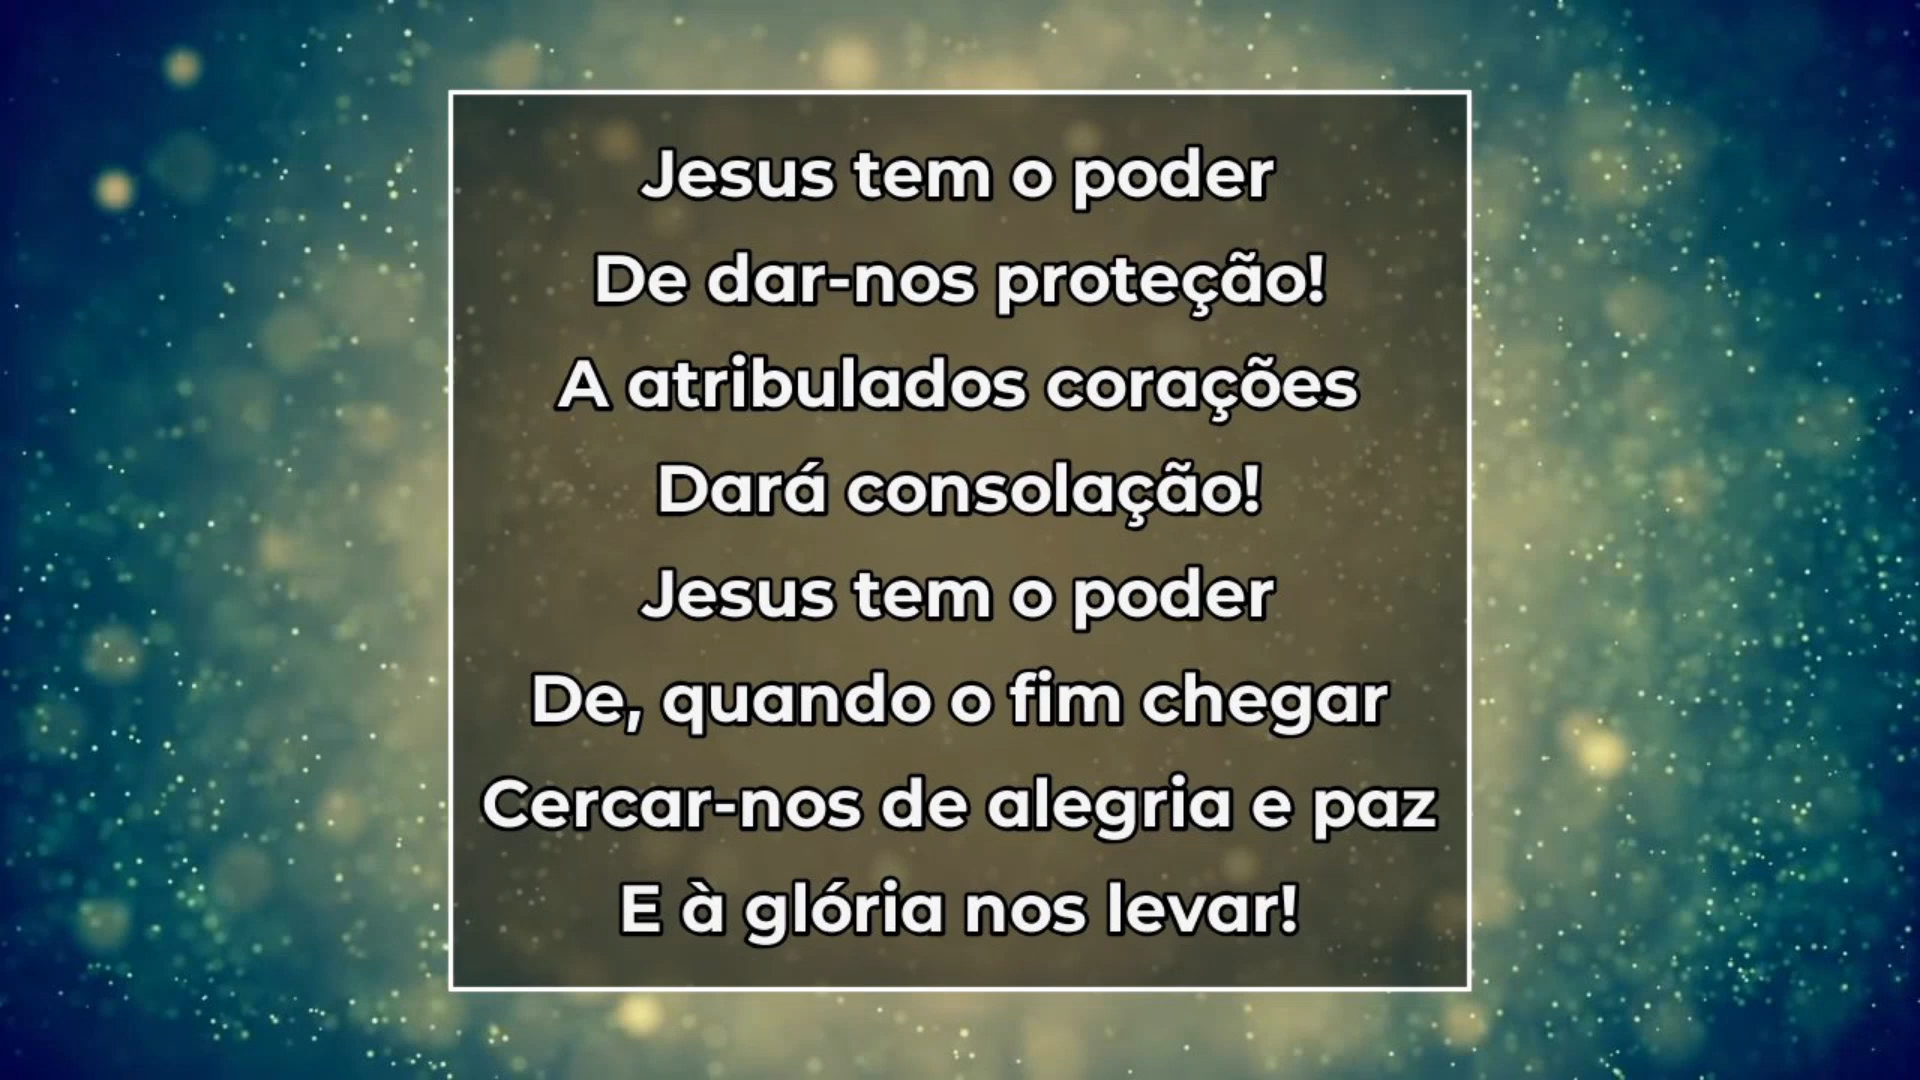 Jesus tem o poder
De dar-nos proteção!
A atribulados corações
Dará consolação!
Jesus tem o poder
De, quando o fim chegar
Cercar-nos de alegria e paz
E à glória nos levar!